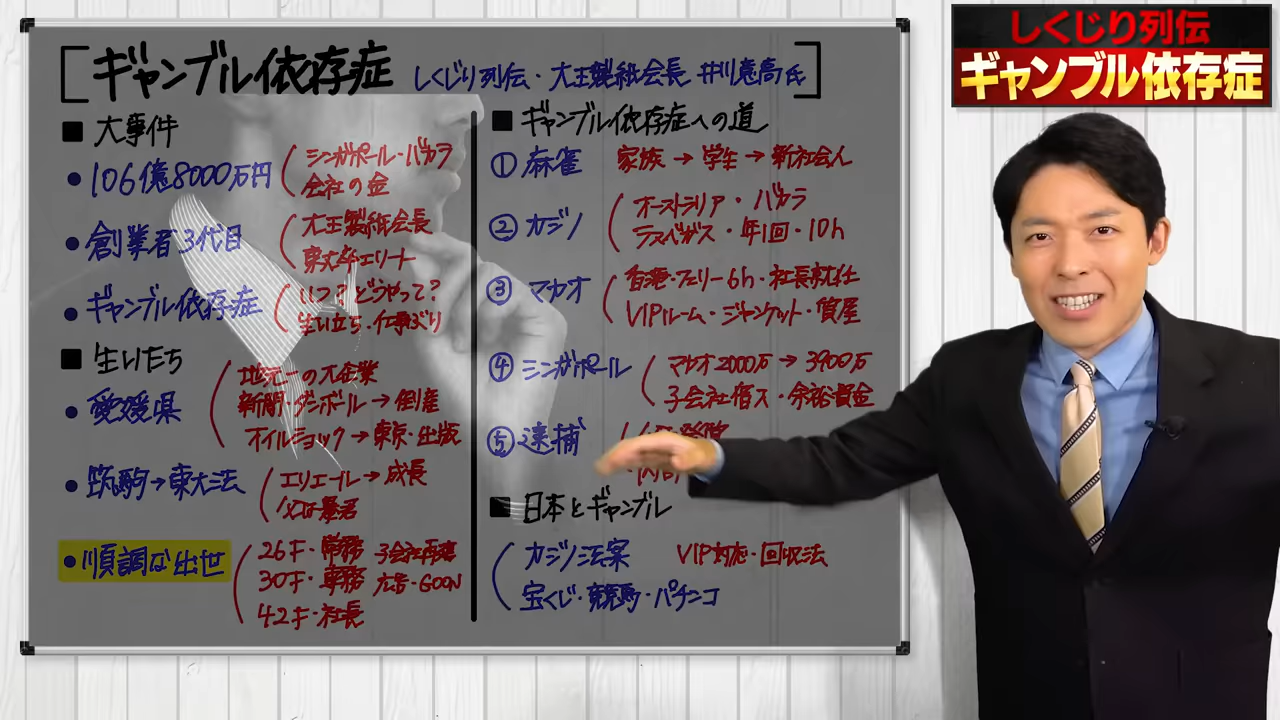 しくじり列伝
ギャンブル依存症
[ギャンブル依存症 しくじり列伝・大王製紙会長 井川意高氏]
■ 大事件
・106億8000万円 (シンガポール・バカラ
会社の金
・創業者3代目 (大王製紙会長
東大卒エリート
・ギャンブル依存症 (いつ?どうやって?
生い立ち・仕事ぶり
■ 生いたち
・愛媛県 (地元一の大企業
新聞・ダンボール→倒産
オイルショック→東京・出版
・筑駒→東大法 (エリエール→成長
父は暴君
・順調な出世 (26才・常務 子会社再建
30才・専務 広告・GOON
42才・社長
■ ギャンブル依存症への道
① 麻雀 家族→学生→新社会人
② カジノ (オーストラリア・バカラ
ラスベガス・年1回・10h
③ マカオ (香港・フェリー6h・社長就任
VIPルーム・ジャンケット・質屋
④ シンガポール (マカオ2000万→3900万
子会社借入・余裕資金
⑤ 逮捕 (
■ 日本とギャンブル
(カジノ法案 VIP対応・回収法
宝くじ・競馬・パチンコ